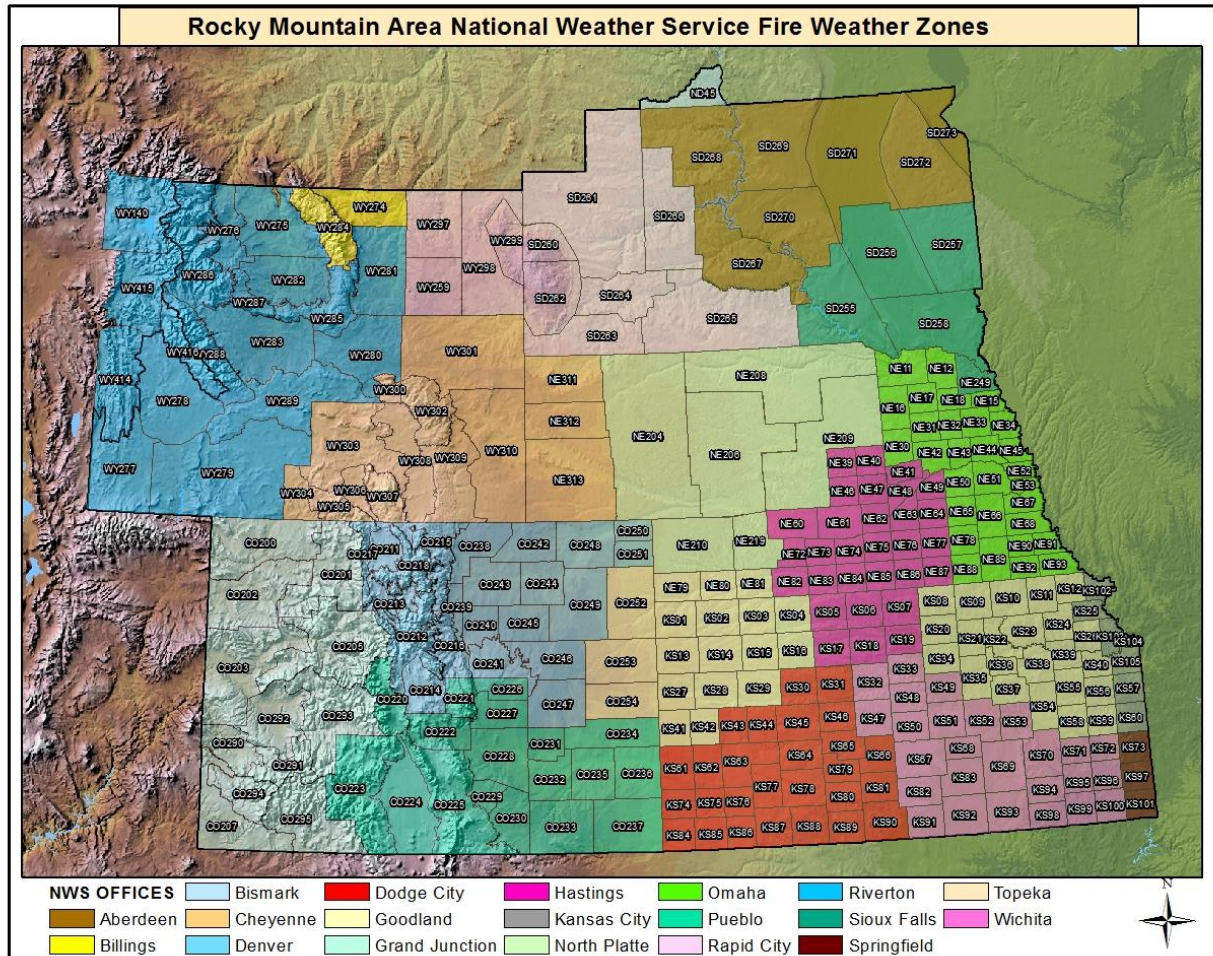 Rocky Mountain Area National Weather Service Fire Weather Zones
ND45
SD273
SD268 SD269 SD271 SD272
WY140 WY276 WY275 WY284 WY274 WY297 WY299 SD260 SD261 SD266 SD270
WY415 WY286 WY282 WY281 WY259 WY298 SD262 SD264 SD267 SD256 SD257
WY287 WY285 SD263 SD265 SD255 SD258
WY283 WY280 WY301
WY414 WY416 WY288 WY278 WY289 WY300 WY302 NE311 NE208 NE11 NE12 NE249
NE16 NE17 NE18 NE15
WY303 NE312 NE204 NE206 NE209 NE30 NE31 NE32 NE33 NE34
WY277 WY279 WY308 WY309 WY310 NE313 NE39 NE40 NE41 NE42 NE43 NE44 NE45
WY304 WY306 WY305 WY307 NE46 NE47 NE48 NE49 NE50 NE51 NE52 NE53
NE60 NE61 NE62 NE63 NE64 NE65 NE66 NE67 NE68
CO200 CO211 CO215 CO238 CO242 CO248 CO250 CO251 NE210 NE219
NE72 NE73 NE74 NE75 NE76 NE77 NE78 NE89 NE90 NE91
CO201 CO218 NE79 NE80 NE81 NE82 NE83 NE84 NE85 NE86 NE87 NE88 NE92 NE93
CO202 CO213 CO239 CO243 CO244 CO249 CO252
KS01 KS02 KS03 KS04 KS05 KS06 KS07 KS08 KS09 KS10 KS11 KS12 KS102
CO205 CO212 CO216 CO240 CO245 KS25
KS13 KS14 KS15 KS16 KS17 KS18 KS19 KS20 KS21 KS22 KS23 KS24 KS104
CO203 CO241 CO246 CO253 KS33 KS34 KS35 KS36 KS38 KS39 KS40 KS105
CO220 CO214 CO221 CO226 CO247 CO254
KS27 KS28 KS29 KS30 KS31 KS32 KS48 KS49 KS37 KS54 KS55 KS56 KS57
CO292 CO293 CO222 CO227 CO234
KS41 KS42 KS43 KS44 KS45 KS46 KS47 KS50 KS51 KS52 KS53 KS58 KS59 KS60
CO290 CO291 CO228 CO231
KS61 KS62 KS63 KS64 KS65 KS66 KS67 KS68 KS69 KS70 KS71 KS72 KS73
CO294 CO223 CO224 CO225 CO229 CO232 CO235 CO236
KS74 KS75 KS76 KS77 KS78 KS79 KS80 KS81 KS82 KS83 KS94 KS95 KS96 KS97
CO207 CO295 CO230 CO233 CO237
KS84 KS85 KS86 KS87 KS88 KS89 KS90 KS91 KS92 KS93 KS98 KS99 KS100 KS101
NWS OFFICES Bismark Dodge City Hastings Omaha Riverton Topeka
Aberdeen Cheyenne Goodland Kansas City Pueblo Sioux Falls Wichita
Billings Denver Grand Junction North Platte Rapid City Springfield
N